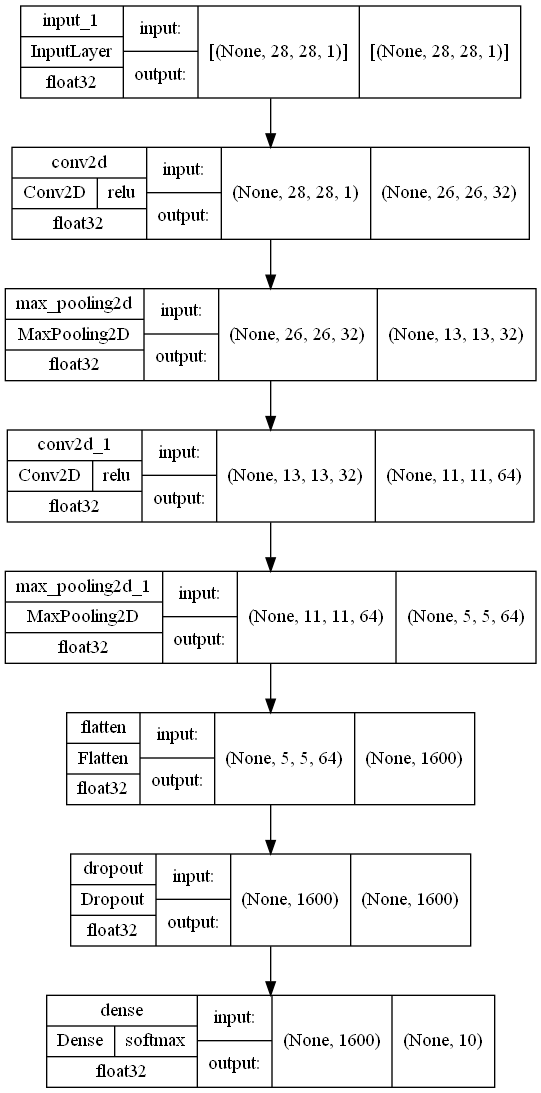 input_1
InputLayer
float32
input:
output:
[(None, 28, 28, 1)]
[(None, 28, 28, 1)]
conv2d
Conv2D relu
float32
input:
output:
(None, 28, 28, 1)
(None, 26, 26, 32)
max_pooling2d
MaxPooling2D
float32
input:
output:
(None, 26, 26, 32)
(None, 13, 13, 32)
conv2d_1
Conv2D relu
float32
input:
output:
(None, 13, 13, 32)
(None, 11, 11, 64)
max_pooling2d_1
MaxPooling2D
float32
input:
output:
(None, 11, 11, 64)
(None, 5, 5, 64)
flatten
Flatten
float32
input:
output:
(None, 5, 5, 64)
(None, 1600)
dropout
Dropout
float32
input:
output:
(None, 1600)
(None, 1600)
dense
Dense softmax
float32
input:
output:
(None, 1600)
(None, 10)